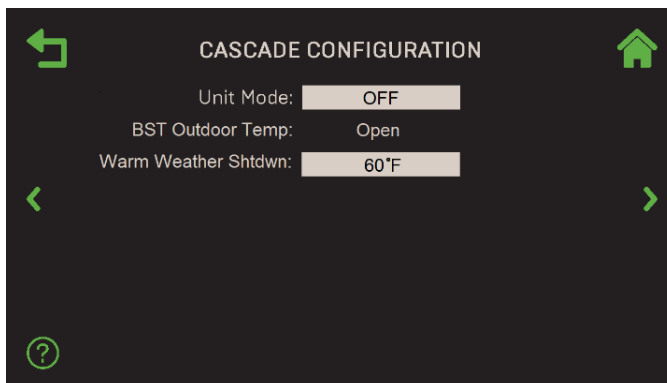 CASCADE CONFIGURATION
Unit Mode: OFF
BST Outdoor Temp: Open
Warm Weather Shtdwn: 60°F
?